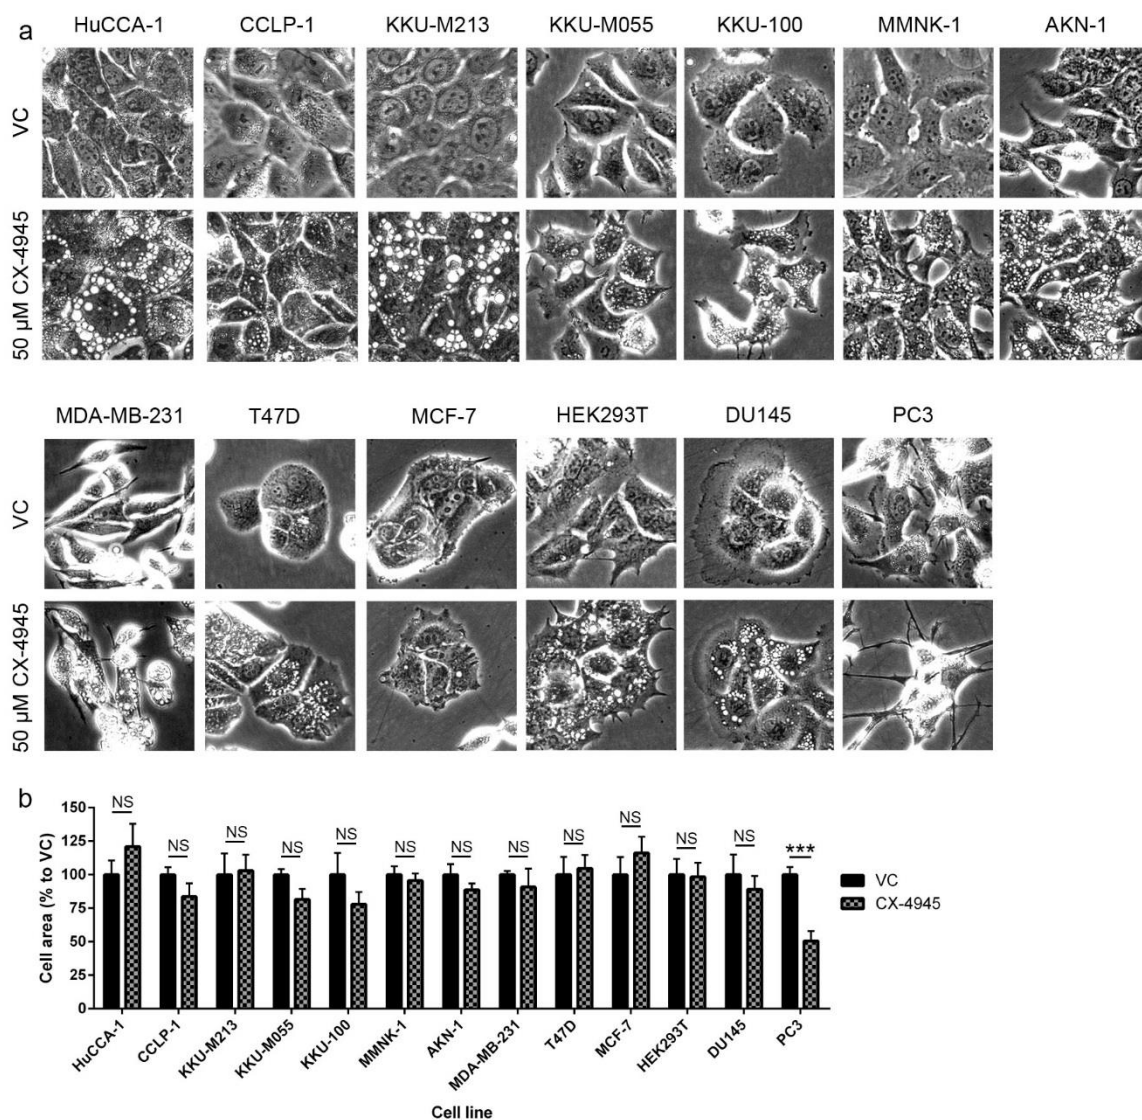 a
HuCCA-1 CCLP-1 KKU-M213 KKU-M055 KKU-100 MMNK-1 AKN-1
VC
50 µM CX-4945
MDA-MB-231 T47D MCF-7 HEK293T DU145 PC3
VC
50 µM CX-4945
b
Cell area (% to VC)
150
125
100
75
50
25
0
NS NS NS NS NS NS NS NS NS NS NS NS ***
VC
CX-4945
HuCCA-1 CCLP-1 KKU-M213 KKU-M055 KKU-100 MMNK-1 AKN-1 MDA-MB-231 T47D MCF-7 HEK293T DU145 PC3
Cell line